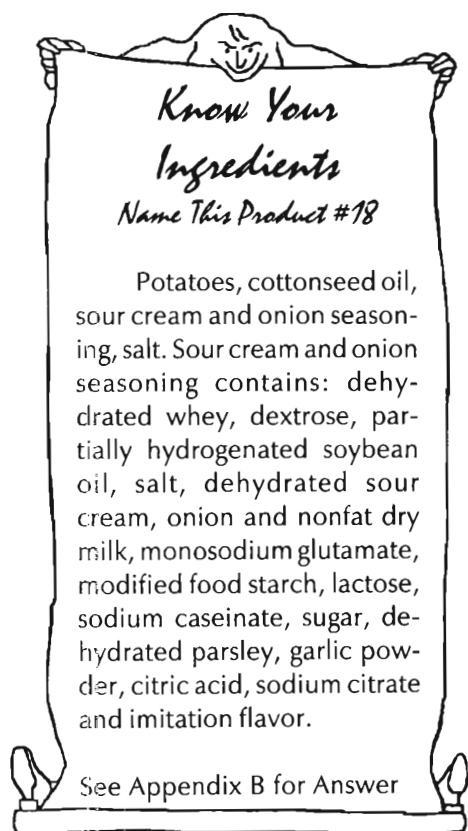 Know Your
Ingredients
Name This Product #18
Potatoes, cottonseed oil,
sour cream and onion season-
ing, salt. Sour cream and onion
seasoning contains: dehy-
drated whey, dextrose, par-
tially hydrogenated soybean
oil, salt, dehydrated sour
cream, onion and nonfat dry
milk, monosodium glutamate,
modified food starch, lactose,
sodium caseinate, sugar, de-
hydrated parsley, garlic pow-
der, citric acid, sodium citrate
and imitation flavor.
See Appendix B for Answer